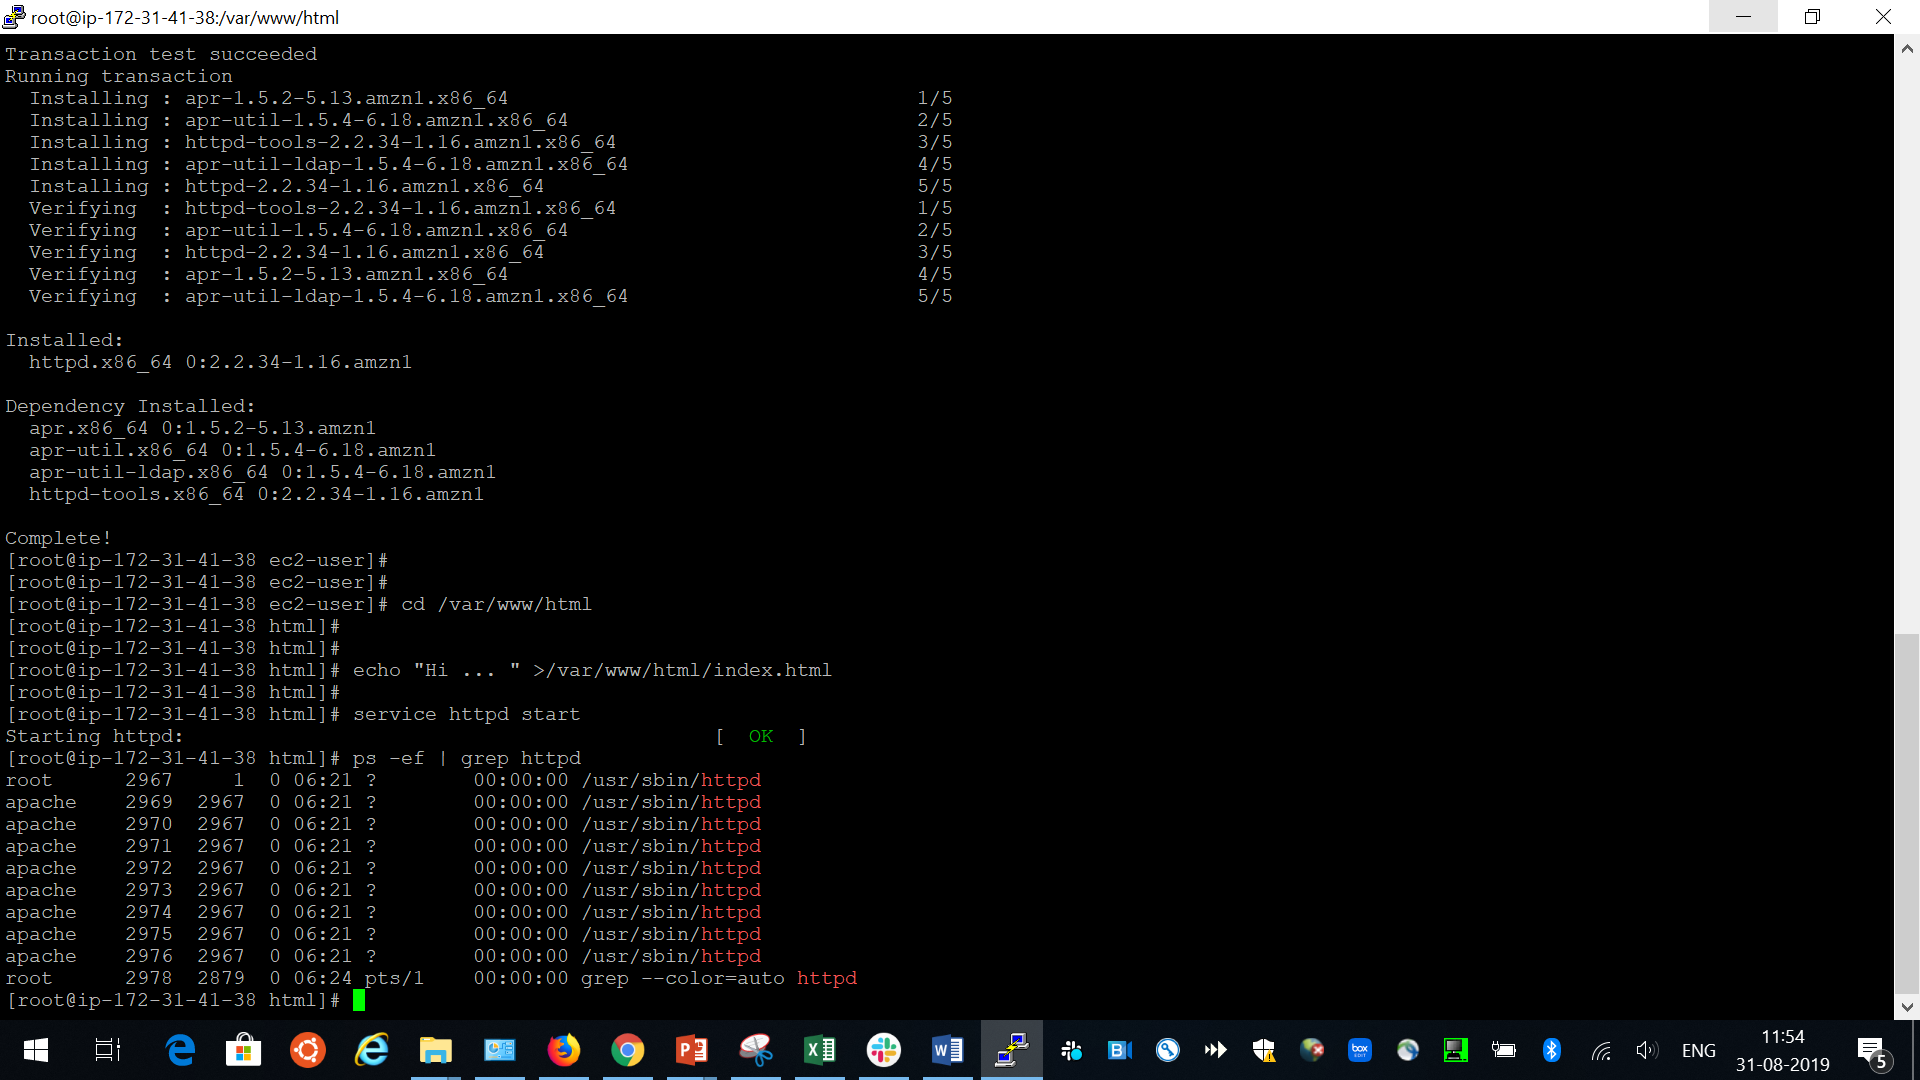 root@ip-172-31-41-38:/var/www/html
Transaction test succeeded
Running transaction
  Installing : apr-1.5.2-5.13.amzn1.x86_64 1/5
  Installing : apr-util-1.5.4-6.18.amzn1.x86_64 2/5
  Installing : httpd-tools-2.2.34-1.16.amzn1.x86_64 3/5
  Installing : apr-util-ldap-1.5.4-6.18.amzn1.x86_64 4/5
  Installing : httpd-2.2.34-1.16.amzn1.x86_64 5/5
  Verifying  : httpd-tools-2.2.34-1.16.amzn1.x86_64 1/5
  Verifying  : apr-util-1.5.4-6.18.amzn1.x86_64 2/5
  Verifying  : httpd-2.2.34-1.16.amzn1.x86_64 3/5
  Verifying  : apr-1.5.2-5.13.amzn1.x86_64 4/5
  Verifying  : apr-util-ldap-1.5.4-6.18.amzn1.x86_64 5/5
Installed:
  httpd.x86_64 0:2.2.34-1.16.amzn1
Dependency Installed:
  apr.x86_64 0:1.5.2-5.13.amzn1
  apr-util.x86_64 0:1.5.4-6.18.amzn1
  apr-util-ldap.x86_64 0:1.5.4-6.18.amzn1
  httpd-tools.x86_64 0:2.2.34-1.16.amzn1
Complete!
[root@ip-172-31-41-38 ec2-user]#
[root@ip-172-31-41-38 ec2-user]#
[root@ip-172-31-41-38 ec2-user]# cd /var/www/html
[root@ip-172-31-41-38 html]#
[root@ip-172-31-41-38 html]#
[root@ip-172-31-41-38 html]# echo "Hi ... " >/var/www/html/index.html
[root@ip-172-31-41-38 html]#
[root@ip-172-31-41-38 html]# service httpd start
Starting httpd: [  OK  ]
[root@ip-172-31-41-38 html]# ps -ef | grep httpd
root      2967     1  0 06:21 ?        00:00:00 /usr/sbin/httpd
apache    2969  2967  0 06:21 ?        00:00:00 /usr/sbin/httpd
apache    2970  2967  0 06:21 ?        00:00:00 /usr/sbin/httpd
apache    2971  2967  0 06:21 ?        00:00:00 /usr/sbin/httpd
apache    2972  2967  0 06:21 ?        00:00:00 /usr/sbin/httpd
apache    2973  2967  0 06:21 ?        00:00:00 /usr/sbin/httpd
apache    2974  2967  0 06:21 ?        00:00:00 /usr/sbin/httpd
apache    2975  2967  0 06:21 ?        00:00:00 /usr/sbin/httpd
apache    2976  2967  0 06:21 ?        00:00:00 /usr/sbin/httpd
root      2978  2879  0 06:24 pts/1    00:00:00 grep --color=auto httpd
[root@ip-172-31-41-38 html]#
box
ENG
11:54
31-08-2019
5